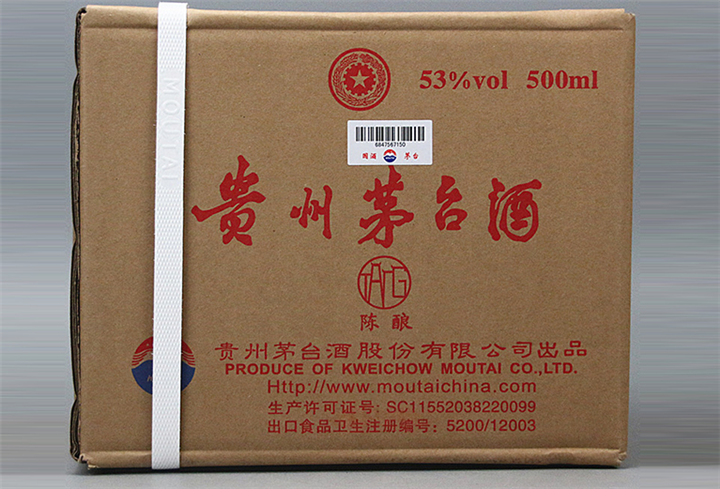 53%vol 500ml
6847567150
国酒 茅台
MOUTAI
贵州茅台酒
陈酿
贵州茅台酒股份有限公司出品
PRODUCE OF KWEICHOW MOUTAI CO.,LTD.
Http://www.moutaichina.com
生产许可证号: SC11552038220099
出口食品卫生注册编号: 5200/12003